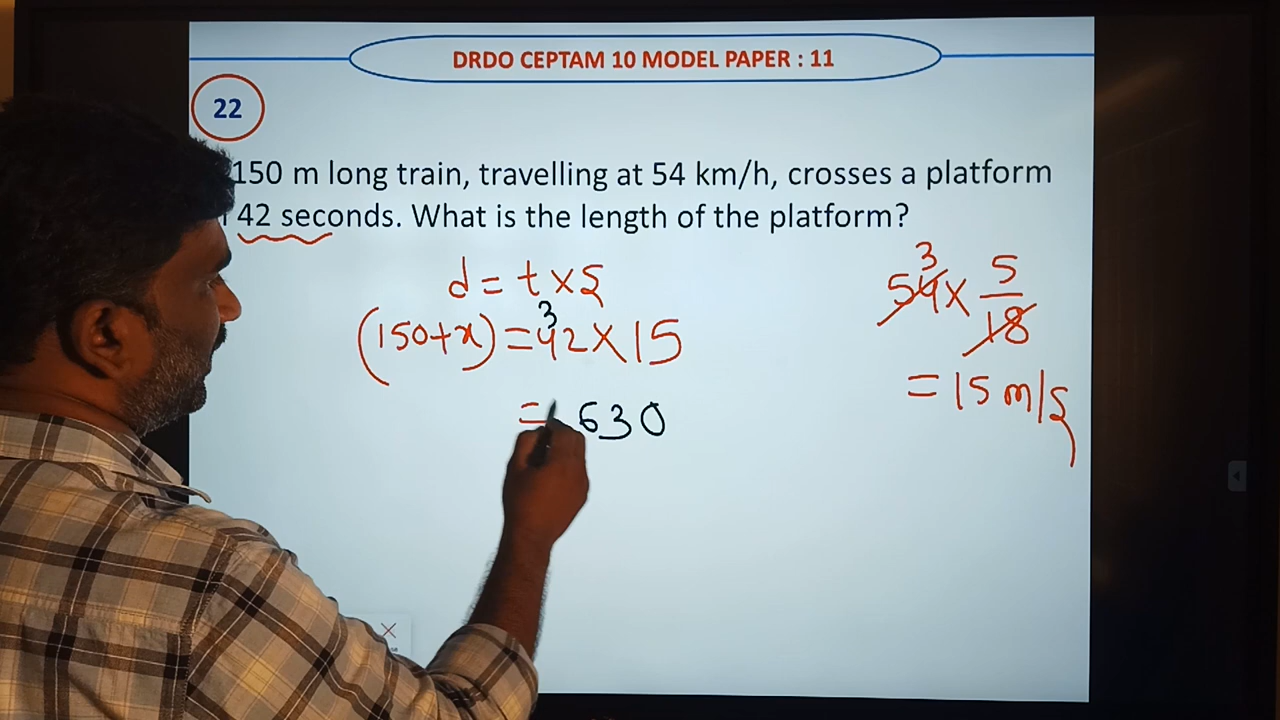 DRDO CEPTAM 10 MODEL PAPER : 11
22
150 m long train, travelling at 54 km/h, crosses a platform
42 seconds. What is the length of the platform?
d = t x s
(150+x) = 42 x 15
3
= 630
3
54 x 5/18
= 15 m/s